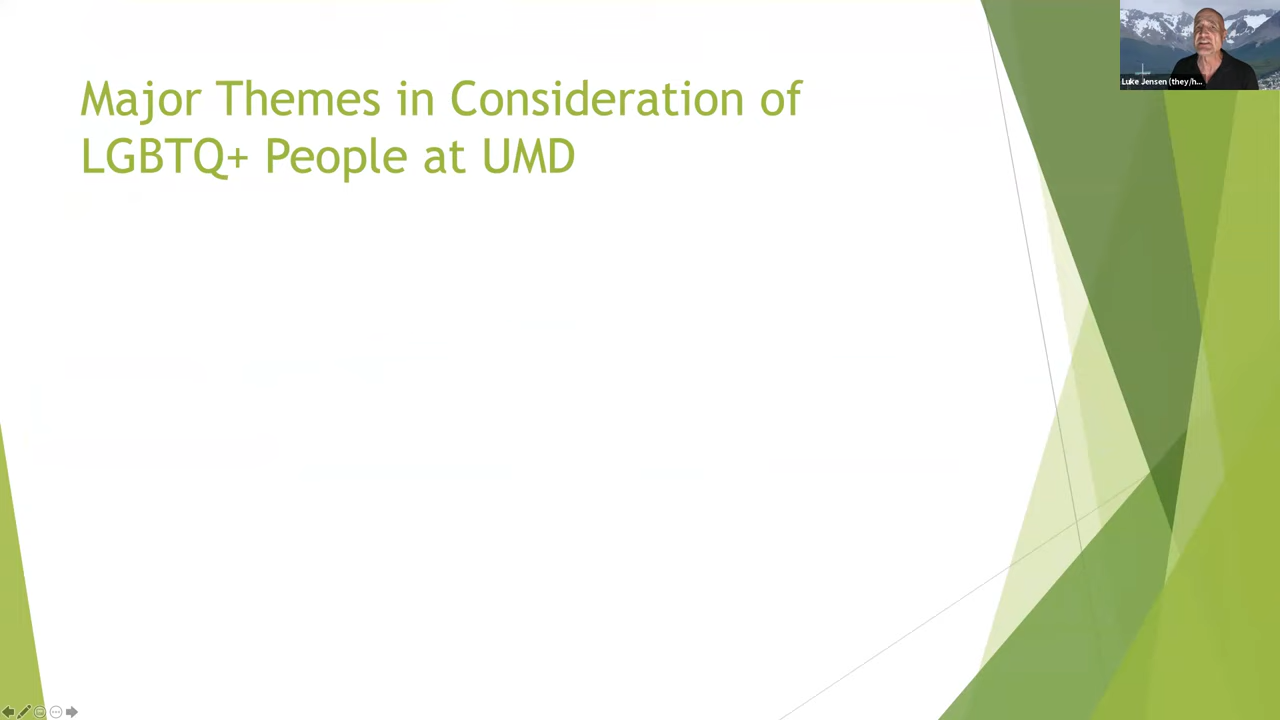 Major Themes in Consideration of
LGBTQ+ People at UMD
Luke Jensen (they/h...